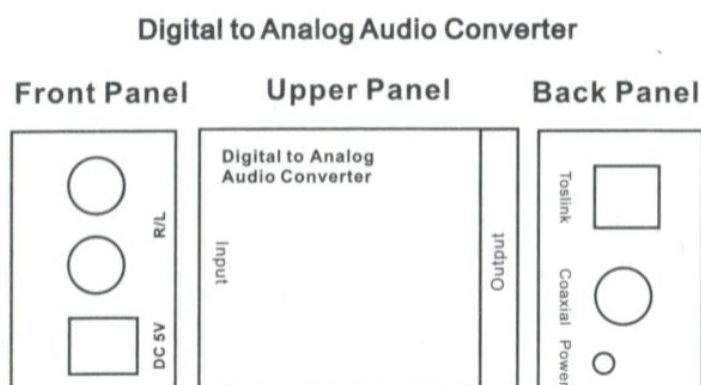 Digital to Analog Audio Converter
Front Panel
Upper Panel
Back Panel
R/L
DC 5V
Digital to Analog
Audio Converter
Input
Output
Toslink
Coaxial
Power